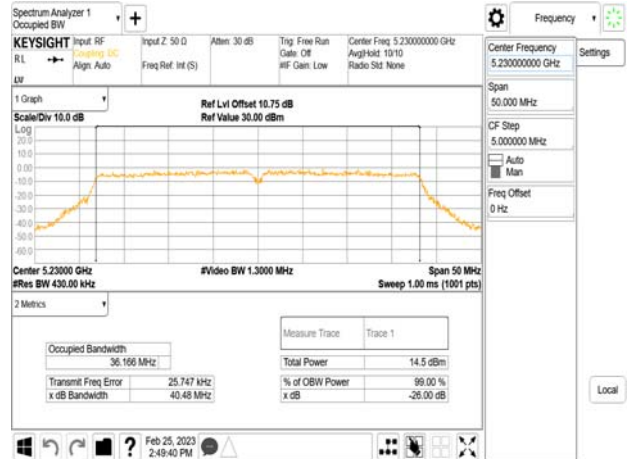 Spectrum Analyzer 1
Occupied BW
Frequency
KEYSIGHT
RL
Input: RF
Coupling: DC
Align: Auto
Input Z: 50 Ω
Freq Ref: Int (S)
Atten: 30 dB
Trig: Free Run
Gate: Off
#IF Gain: Low
Center Freq: 5.230000000 GHz
Avg|Hold: 10/10
Radio Std: None
LXI
1 Graph
Scale/Div 10.0 dB
Ref Lvl Offset 10.75 dB
Ref Value 30.00 dBm
Log
20.0
10.0
0.00
-10.0
-20.0
-30.0
-40.0
-50.0
-60.0
Center 5.23000 GHz
#Res BW 430.00 kHz
#Video BW 1.3000 MHz
Span 50 MHz
Sweep 1.00 ms (1001 pts)
2 Metrics
Measure Trace Trace 1
Occupied Bandwidth
36.166 MHz
Total Power 14.5 dBm
Transmit Freq Error 25.747 kHz
% of OBW Power 99.00 %
x dB Bandwidth 40.48 MHz
x dB -26.00 dB
Feb 25, 2023
2:49:40 PM
Center Frequency
5.230000000 GHz
Settings
Span
50.000 MHz
CF Step
5.000000 MHz
Auto
Man
Freq Offset
0 Hz
Local